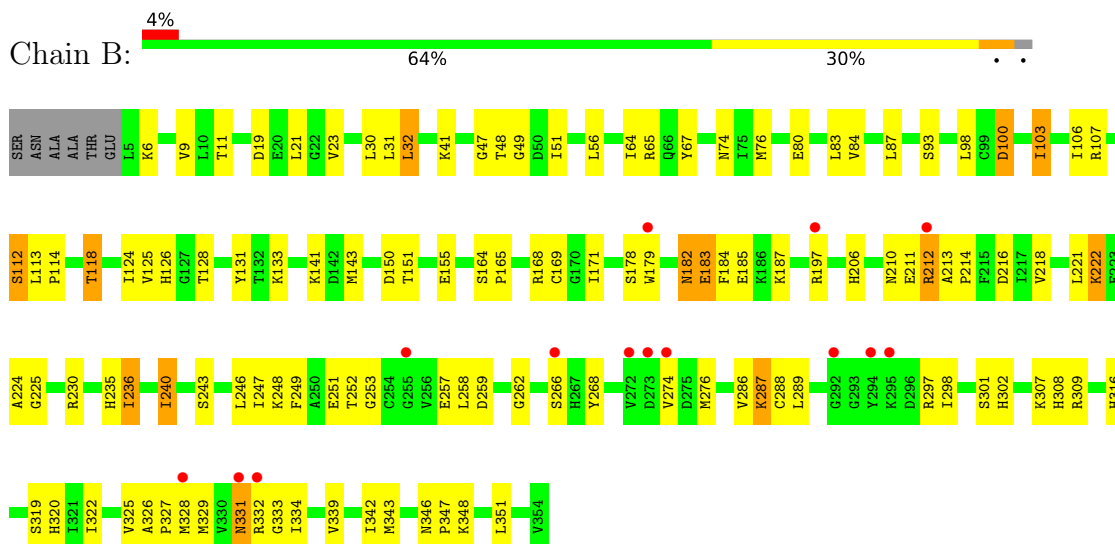 4%
Chain B:
64% 30% • •
SER ASN ALA ALA THR GLU L5 K6 V9 L10 T11 D19 E20 L21 G22 V23 L30 L31 L32 K41 G47 T48 G49 D50 I51 L56 I64 R65 Q66 Y67 N74 I75 M76 E80 L83 V84 L87 S93 L98 C99 D100 I103 I106 R107
S112 L113 P114 T118 I124 V125 H126 G127 T128 Y131 T132 K133 K141 D142 M143 D150 T151 E155 S164 P165 R168 C169 G170 I171 S178 W179 N182 E183 F184 E185 K186 K187 R197 H206 N210 E211 R212 A213 P214 F215 D216 I217 V218 L221 K222 E223
A224 G225 R230 H235 I236 I240 S243 L246 I247 K248 F249 A250 E251 T252 G253 C254 G255 V256 E257 L258 D259 G262 S266 H267 Y268 V272 D273 V274 D275 M276 V286 K287 C288 L289 G292 G293 Y294 K295 D296 R297 I298 S301 H302 K307 H308 R309 H316
S319 H320 I321 I322 V325 A326 P327 M328 M329 V330 N331 R332 G333 I334 V339 I342 M343 N346 P347 K348 L351 V354